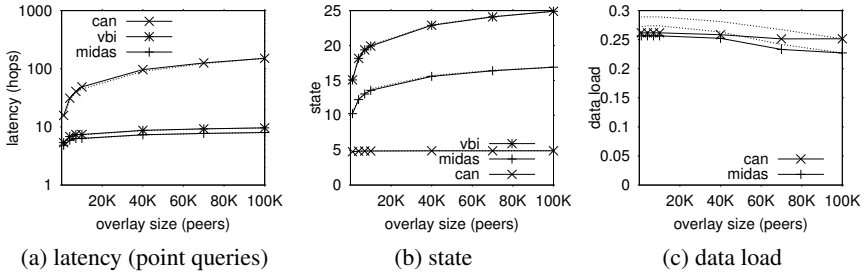 latency (hops)
1000
100
10
1
can
vbi
midas
20K
40K
60K
80K
100K
overlay size (peers)
(a) latency (point queries)
state
25
20
15
10
5
0
vbi
midas
can
20K
40K
60K
80K
100K
overlay size (peers)
(b) state
data load
0.3
0.25
0.2
0.15
0.1
0.05
0
can
midas
0
20K
40K
60K
80K
100K
overlay size (peers)
(c) data load